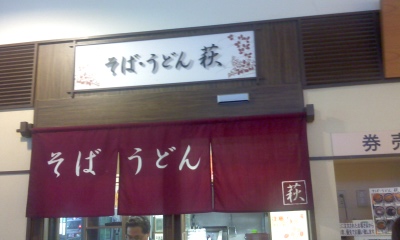 そば・うどん 萩
そば うどん
萩
券売